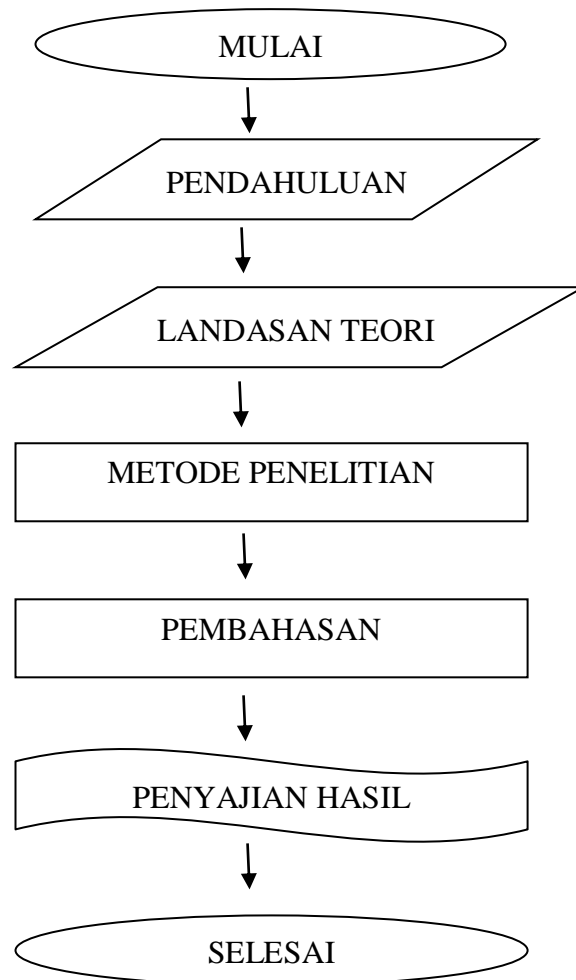 MULAI
PENDAHULUAN
LANDASAN TEORI
METODE PENELITIAN
PEMBAHASAN
PENYAJIAN HASIL
SELESAI